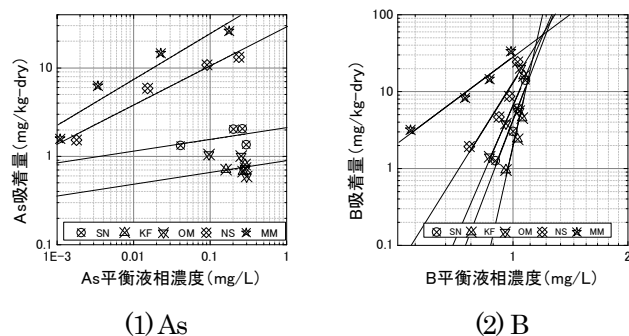 As吸着量(mg/kg-dry)
40
10
1
0.1
SN KF OM NS MM
1E-3 0.01 0.1 1
As平衡液相濃度(mg/L)
(1) As
B吸着量(mg/kg-dry)
100
10
1
0.1
SN KF OM NS MM
0 1 2
B平衡液相濃度(mg/L)
(2) B